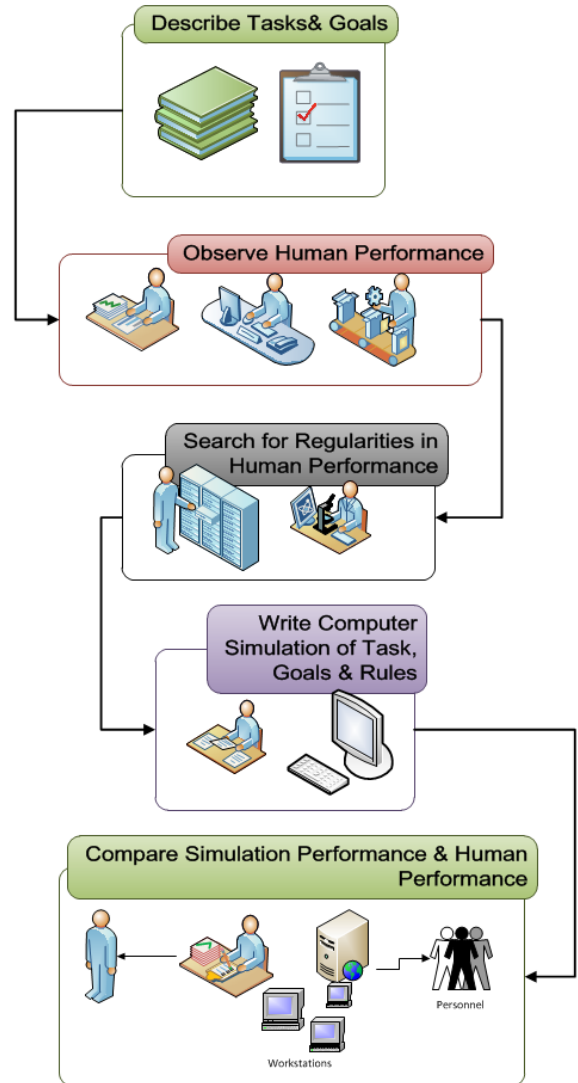 Describe Tasks& Goals
Observe Human Performance
Search for Regularities in
Human Performance
Write Computer
Simulation of Task,
Goals & Rules
Compare Simulation Performance & Human
Performance
Personnel
Workstations